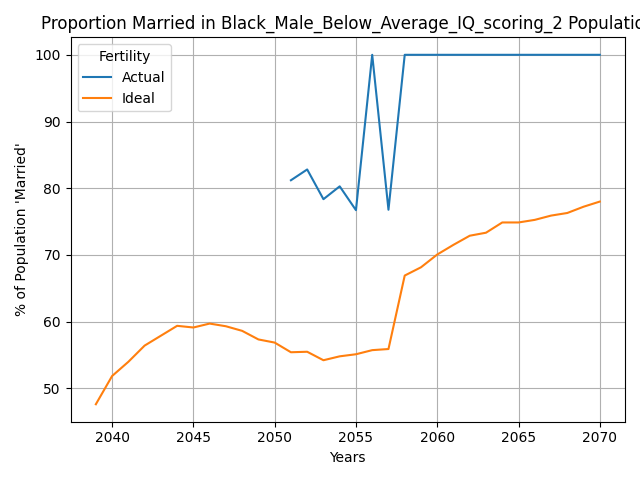 Proportion Married in Black_Male_Below_Average_IQ_scoring_2 Populatio
Fertility
Actual
Ideal
% of Population 'Married'
100
90
80
70
60
50
2040 2045 2050 2055 2060 2065 2070
Years